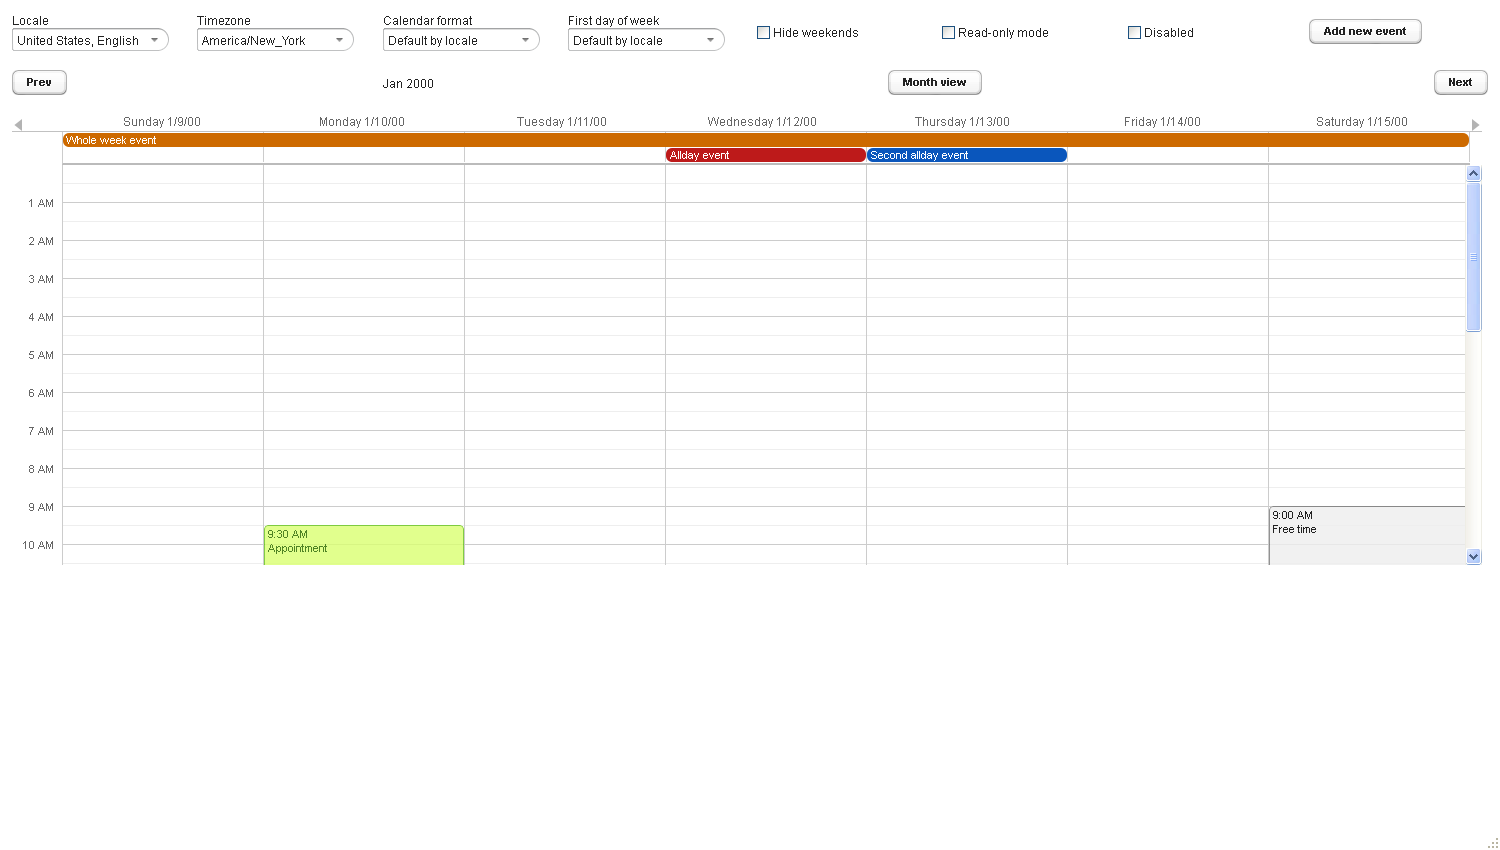 Locale
Timezone
Calendar format
First day of week
United States, English
America/New_York
Default by locale
Default by locale
Hide weekends
Read-only mode
Disabled
Add new event
Prev
Jan 2000
Month view
Next
Sunday 1/9/00
Monday 1/10/00
Tuesday 1/11/00
Wednesday 1/12/00
Thursday 1/13/00
Friday 1/14/00
Saturday 1/15/00
Whole week event
Allday event
Second allday event
1 AM
2 AM
3 AM
4 AM
5 AM
6 AM
7 AM
8 AM
9 AM
10 AM
9:30 AM
Appointment
9:00 AM
Free time